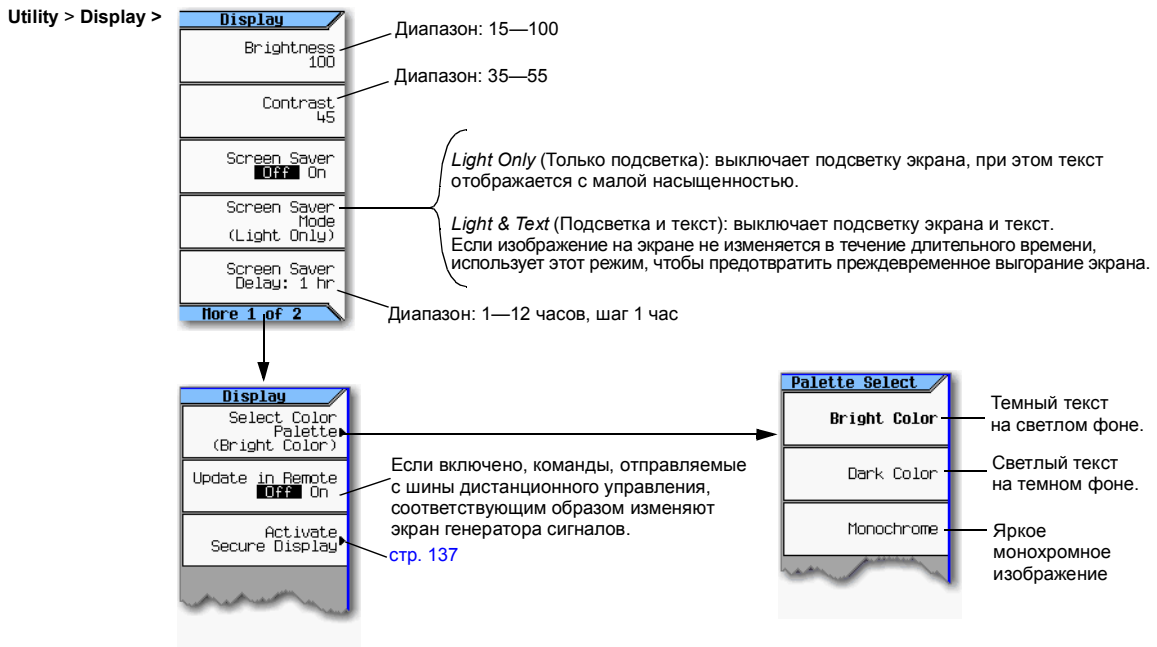 Utility > Display >
Display
Brightness
100
Диапазон: 15—100
Contrast
45
Диапазон: 35—55
Screen Saver
Off On
Screen Saver
Mode
(Light Only)
Light Only (Только подсветка): выключает подсветку экрана, при этом текст
отображается с малой насыщенностью.
Light & Text (Подсветка и текст): выключает подсветку экрана и текст.
Если изображение на экране не изменяется в течение длительного времени,
использует этот режим, чтобы предотвратить преждевременное выгорание экрана.
Screen Saver
Delay: 1 hr
Диапазон: 1—12 часов, шаг 1 час
More 1 of 2
Display
Select Color
Palette
(Bright Color)
Update in Remote
Off On
Если включено, команды, отправляемые
с шины дистанционного управления,
соответствующим образом изменяют
экран генератора сигналов.
Activate
Secure Display
стр. 137
Palette Select
Bright Color
Темный текст
на светлом фоне.
Dark Color
Светлый текст
на темном фоне.
Monochrome
Яркое
монохромное
изображение